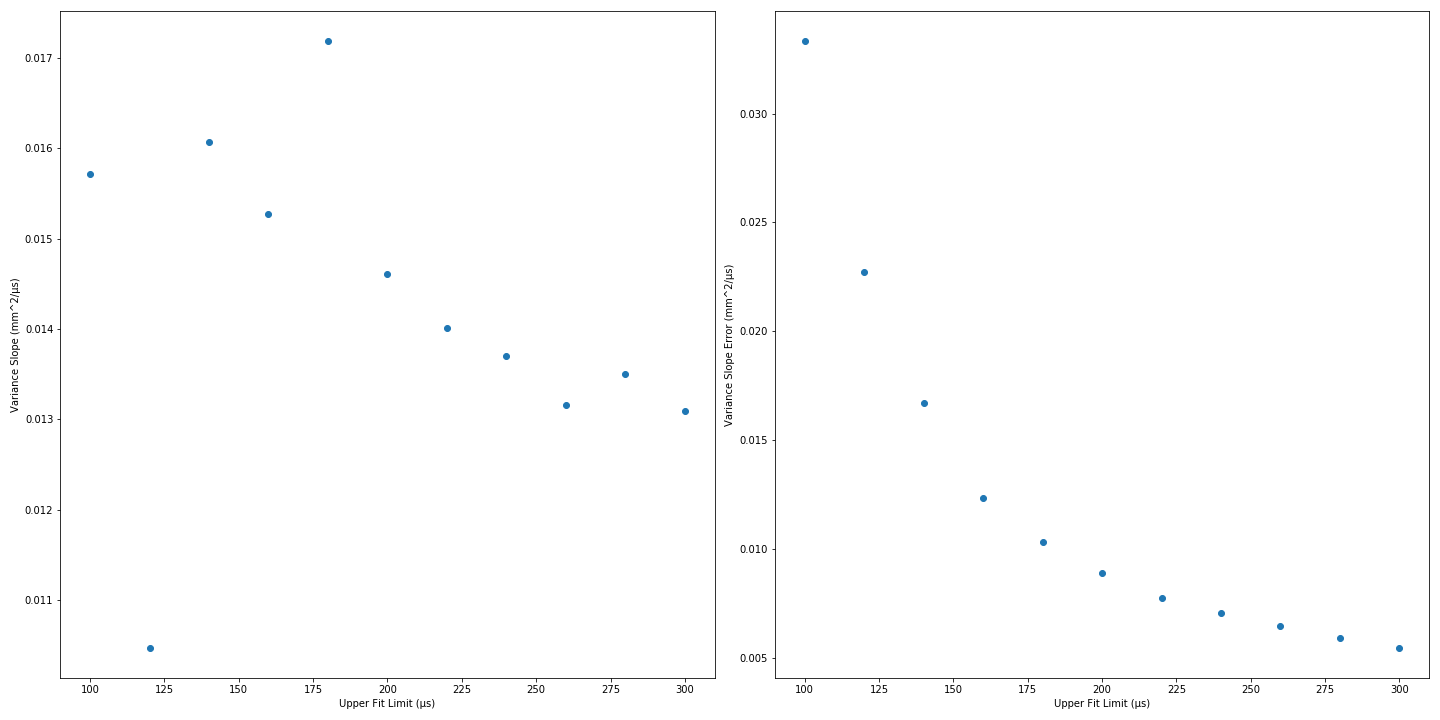 Variance Slope (mm^2/µs)
0.017
0.016
0.015
0.014
0.013
0.012
0.011
100 125 150 175 200 225 250 275 300
Upper Fit Limit (µs)
Variance Slope Error (mm^2/µs)
0.030
0.025
0.020
0.015
0.010
0.005
100 125 150 175 200 225 250 275 300
Upper Fit Limit (µs)